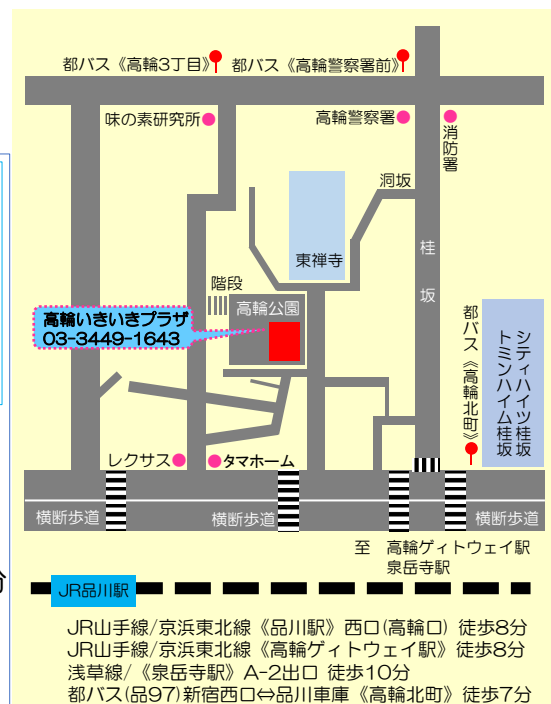 都バス《高輪3丁目》
都バス《高輪警察署前》
味の素研究所
高輪警察署
消防署
洞坂
東禅寺
桂坂
階段
高輪公園
高輪いきいきプラザ
03-3449-1643
都バス《高輪北町》
シティハイツ桂坂
トミンハイム桂坂
レクサス
タマホーム
横断歩道
横断歩道
横断歩道
至 高輪ゲイトウェイ駅
泉岳寺駅
分
JR品川駅
JR山手線/京浜東北線《品川駅》西口(高輪口) 徒歩8分
JR山手線/京浜東北線《高輪ゲイトウェイ駅》徒歩8分
浅草線/《泉岳寺駅》A-2出口 徒歩10分
都バス(品97)新宿西口⇔品川車庫《高輪北町》徒歩7分